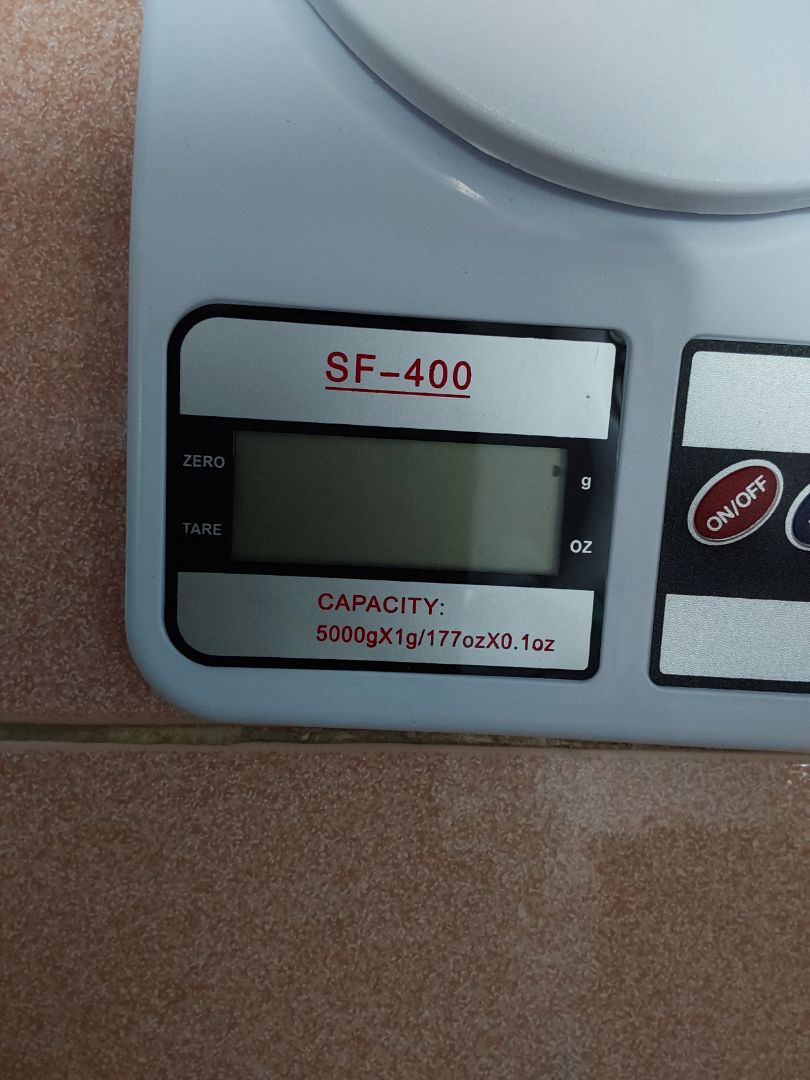 SF-400
ZERO
g
TARE
oz
CAPACITY:
5000gX1g/177ozX0.1oz
ON/OFF